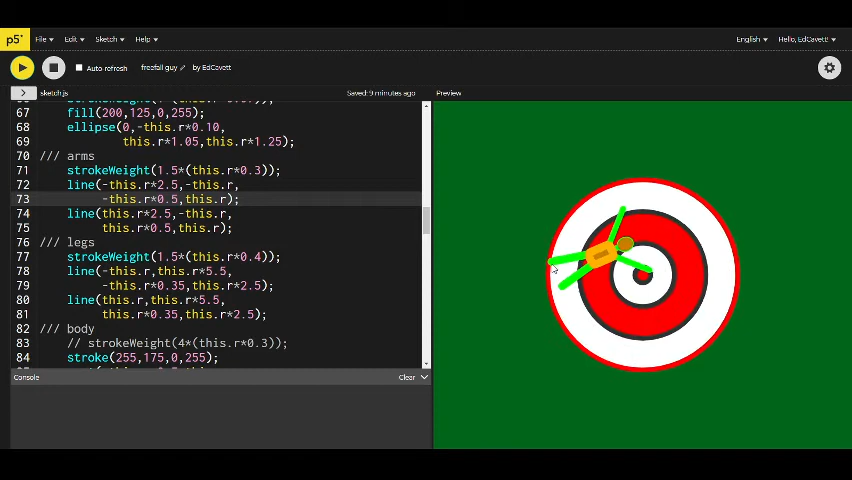 p5*
File Edit Sketch Help
English Hello, EdCavett!
Auto refresh freefall guy by EdCavett
sketch.js Saved: 9 minutes ago Preview
67 fill(200,125,0,255);
68 ellipse(0,-this.r*0.10,
69 this.r*1.05,this.r*1.25);
70 /// arms
71 strokeWeight(1.5*(this.r*0.3));
72 line(-this.r*2.5,-this.r,
73 -this.r*0.5,this.r);
74 line(this.r*2.5,-this.r,
75 this.r*0.5,this.r);
76 /// legs
77 strokeWeight(1.5*(this.r*0.4));
78 line(-this.r,this.r*5.5,
79 -this.r*0.35,this.r*2.5);
80 line(this.r,this.r*5.5,
81 this.r*0.35,this.r*2.5);
82 /// body
83 // strokeWeight(4*(this.r*0.3));
84 stroke(255,175,0,255);
Console Clear